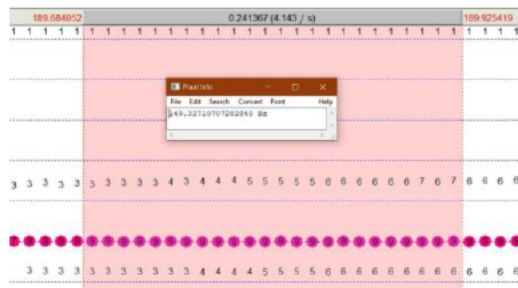 189.684052 0.241367 (4.143 / s) 189.925419
1 1 1 1 1 1 1 1 1 1 1 1 1 1 1 1 1 1 1 1 1 1 1 1 1 1 1 1 1 1 1 1 1
Praat Info
File Edit Search Convert Font Help
149.32710707282845 Hz
3 3 3 3 3 3 3 3 3 3 4 3 4 4 4 5 5 5 5 5 6 6 6 6 6 6 7 6 7 6 6 6 6
3 3 3 3 3 3 3 3 3 3 3 4 4 4 4 5 5 5 5 6 6 6 6 6 6 6 6 6 6 6 6 6